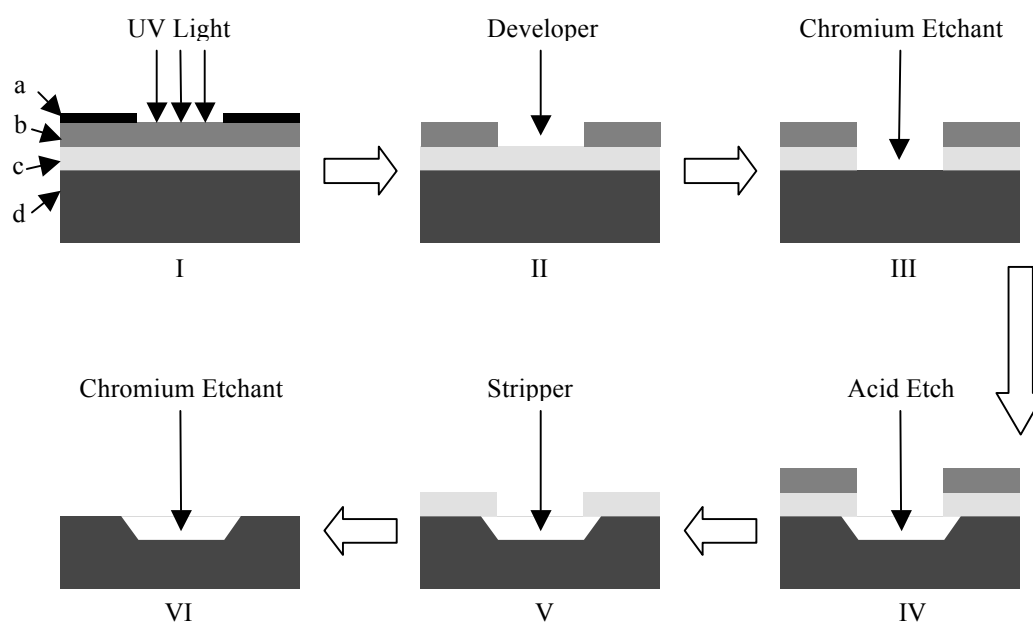 UV Light
Developer
Chromium Etchant
a
b
c
d
I
II
III
Chromium Etchant
Stripper
Acid Etch
VI
V
IV